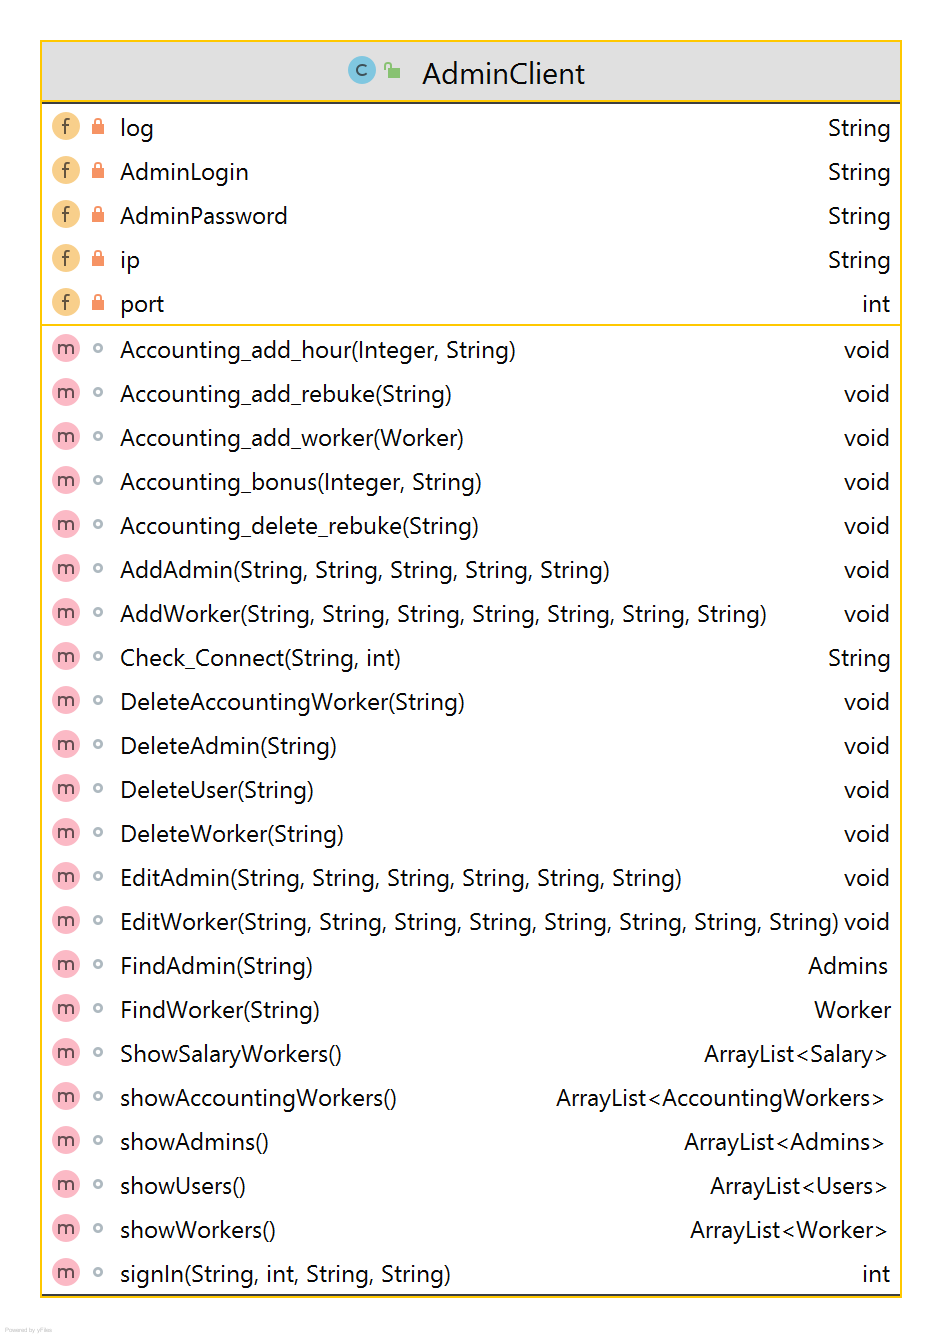 C AdminClient
f log String
f AdminLogin String
f AdminPassword String
f ip String
f port int
m Accounting_add_hour(Integer, String) void
m Accounting_add_rebuke(String) void
m Accounting_add_worker(Worker) void
m Accounting_bonus(Integer, String) void
m Accounting_delete_rebuke(String) void
m AddAdmin(String, String, String, String, String) void
m AddWorker(String, String, String, String, String, String, String) void
m Check_Connect(String, int) String
m DeleteAccountingWorker(String) void
m DeleteAdmin(String) void
m DeleteUser(String) void
m DeleteWorker(String) void
m EditAdmin(String, String, String, String, String, String) void
m EditWorker(String, String, String, String, String, String, String, String) void
m FindAdmin(String) Admins
m FindWorker(String) Worker
m ShowSalaryWorkers() ArrayList<Salary>
m showAccountingWorkers() ArrayList<AccountingWorkers>
m showAdmins() ArrayList<Admins>
m showUsers() ArrayList<Users>
m showWorkers() ArrayList<Worker>
m signIn(String, int, String, String) int
Powered by yFiles